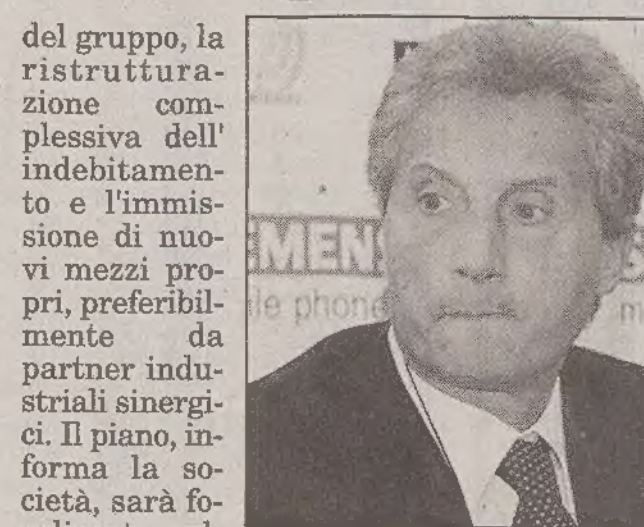 del gruppo, la
ristruttura-
zione com-
plessiva dell'
indebitamen-
to e l'immis-
sione di nuo-
vi mezzi pro-
pri, preferibil-
mente da
partner indu-
striali sinergi-
ci. Il piano, in-
forma la so-
cietà, sarà fo-
EMENS
le phone
m